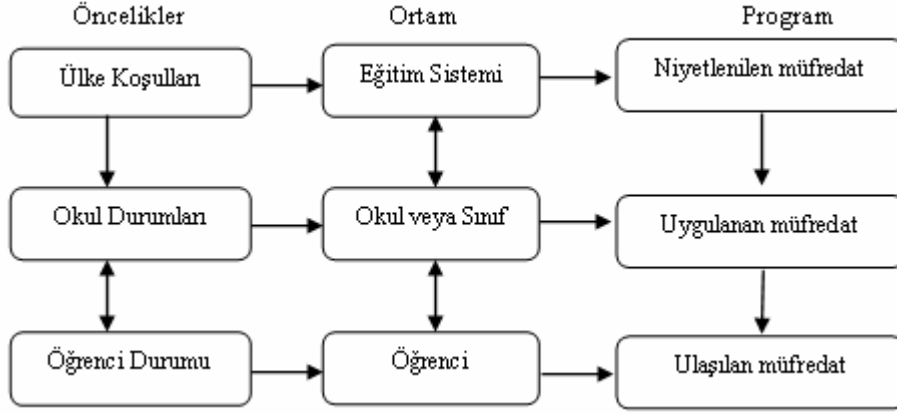 Öncelikler Ortam Program
Ülke Koşulları Eğitim Sistemi Niyetlenilen müfredat
Okul Durumları Okul veya Sınıf Uygulanan müfredat
Öğrenci Durumu Öğrenci Ulaşılan müfredat